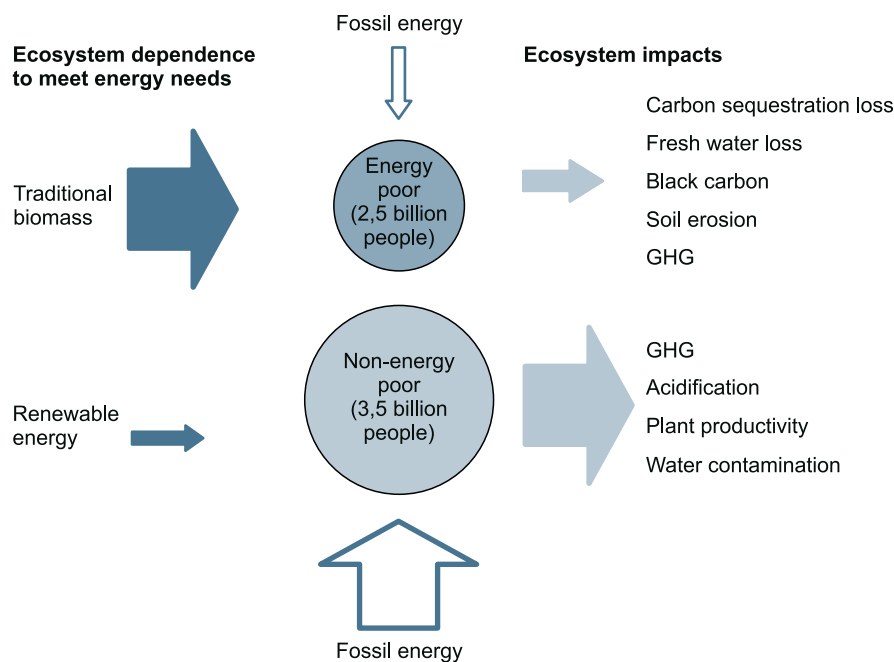 Fossil energy
Ecosystem dependence
to meet energy needs
Ecosystem impacts
Traditional
biomass
Energy
poor
(2,5 billion
people)
Carbon sequestration loss
Fresh water loss
Black carbon
Soil erosion
GHG
Renewable
energy
Non-energy
poor
(3,5 billion
people)
GHG
Acidification
Plant productivity
Water contamination
Fossil energy